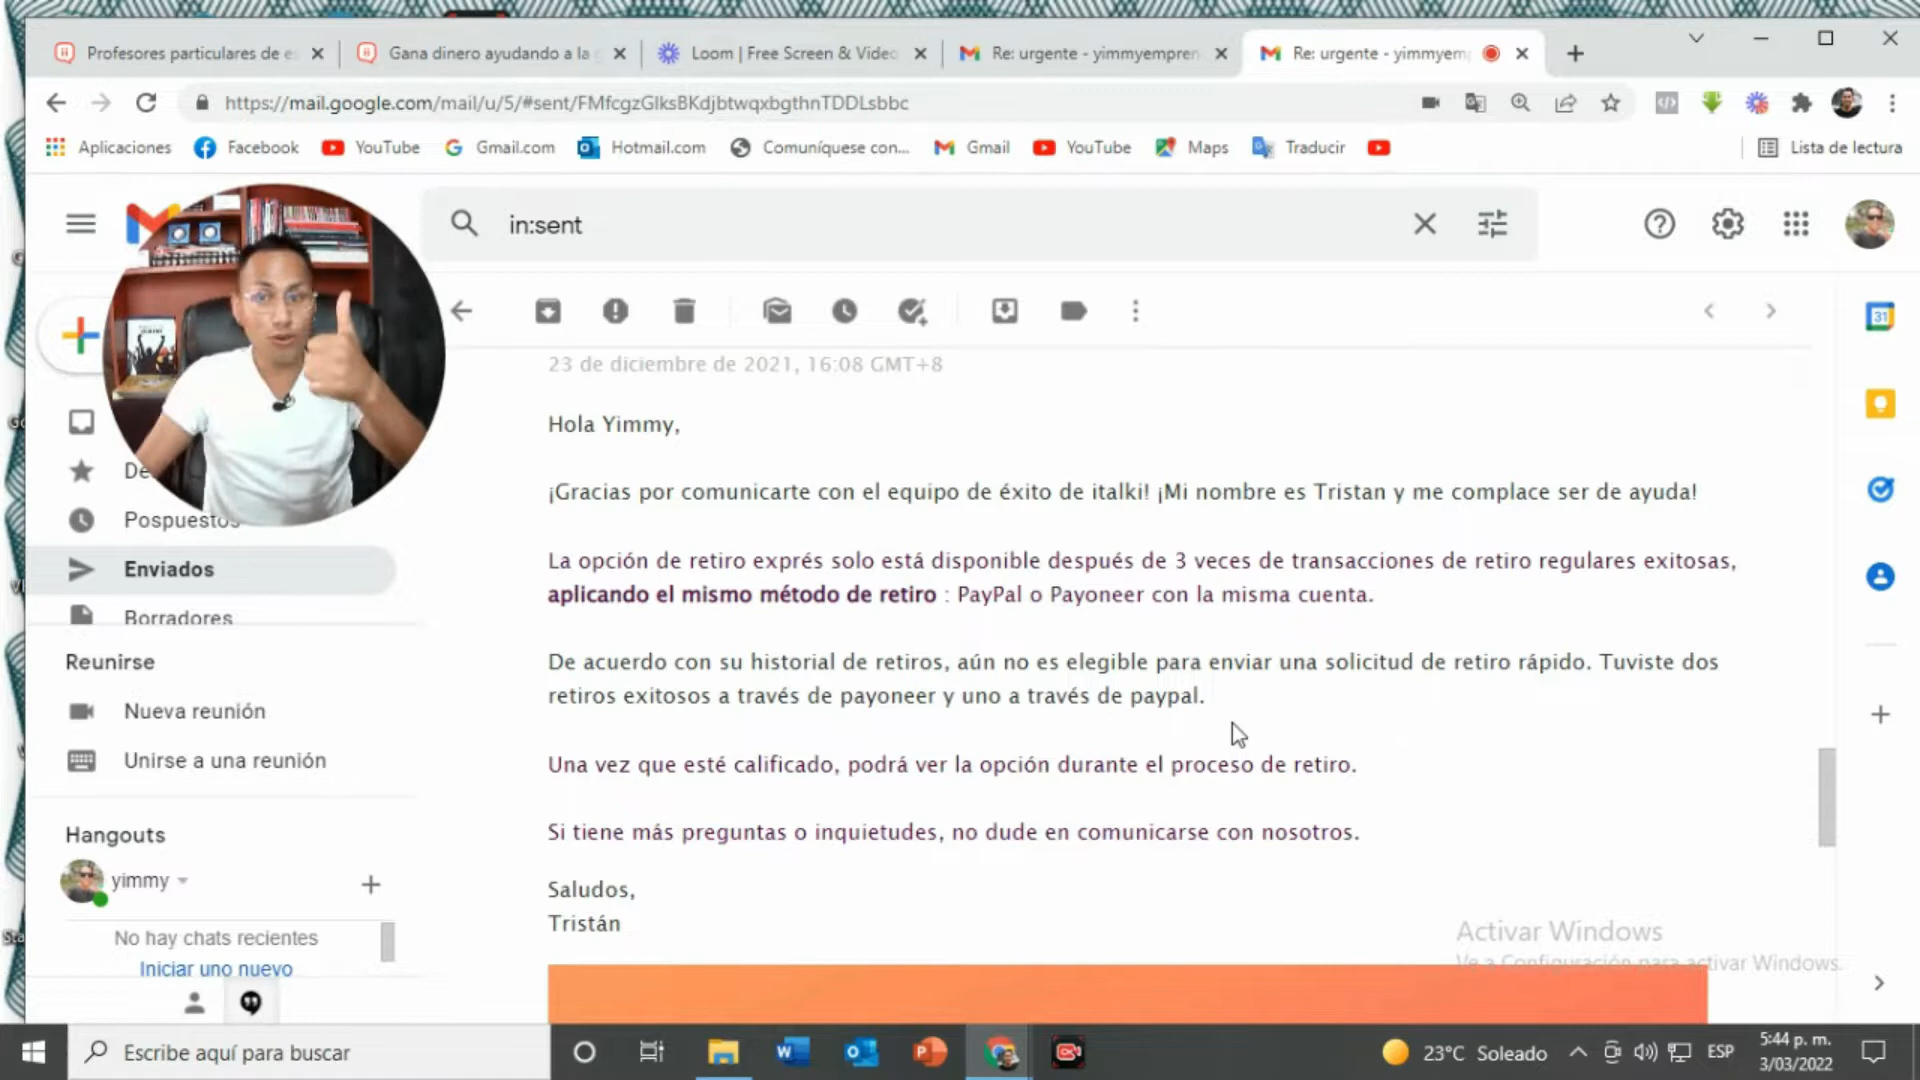 Profesores particulares de es
Gana dinero ayudando a la g
Loom | Free Screen & Video
Re: urgente - yimmyempren
Re: urgente - yimmyemp
https://mail.google.com/mail/u/5/#sent/FMfcgzGlksBKdjbtwqxbgthnTDDLsbbc
Aplicaciones
Facebook
YouTube
Gmail.com
Hotmail.com
Comuníquese con...
Gmail
YouTube
Maps
Traducir
Lista de lectura
in:sent
31
23 de diciembre de 2021, 16:08 GMT+8
Hola Yimmy,
¡Gracias por comunicarte con el equipo de éxito de italki! ¡Mi nombre es Tristan y me complace ser de ayuda!
La opción de retiro exprés solo está disponible después de 3 veces de transacciones de retiro regulares exitosas,
aplicando el mismo método de retiro : PayPal o Payoneer con la misma cuenta.
De acuerdo con su historial de retiros, aún no es elegible para enviar una solicitud de retiro rápido. Tuviste dos
retiros exitosos a través de payoneer y uno a través de paypal.
Una vez que esté calificado, podrá ver la opción durante el proceso de retiro.
Si tiene más preguntas o inquietudes, no dude en comunicarse con nosotros.
Saludos,
Tristán
De
Pospuestos
Enviados
Borradores
Reunirse
Nueva reunión
Unirse a una reunión
Hangouts
yimmy
No hay chats recientes
Iniciar uno nuevo
Activar Windows
Ve a Configuración para activar Windows.
Escribe aquí para buscar
23°C Soleado
ESP
5:44 p. m.
3/03/2022